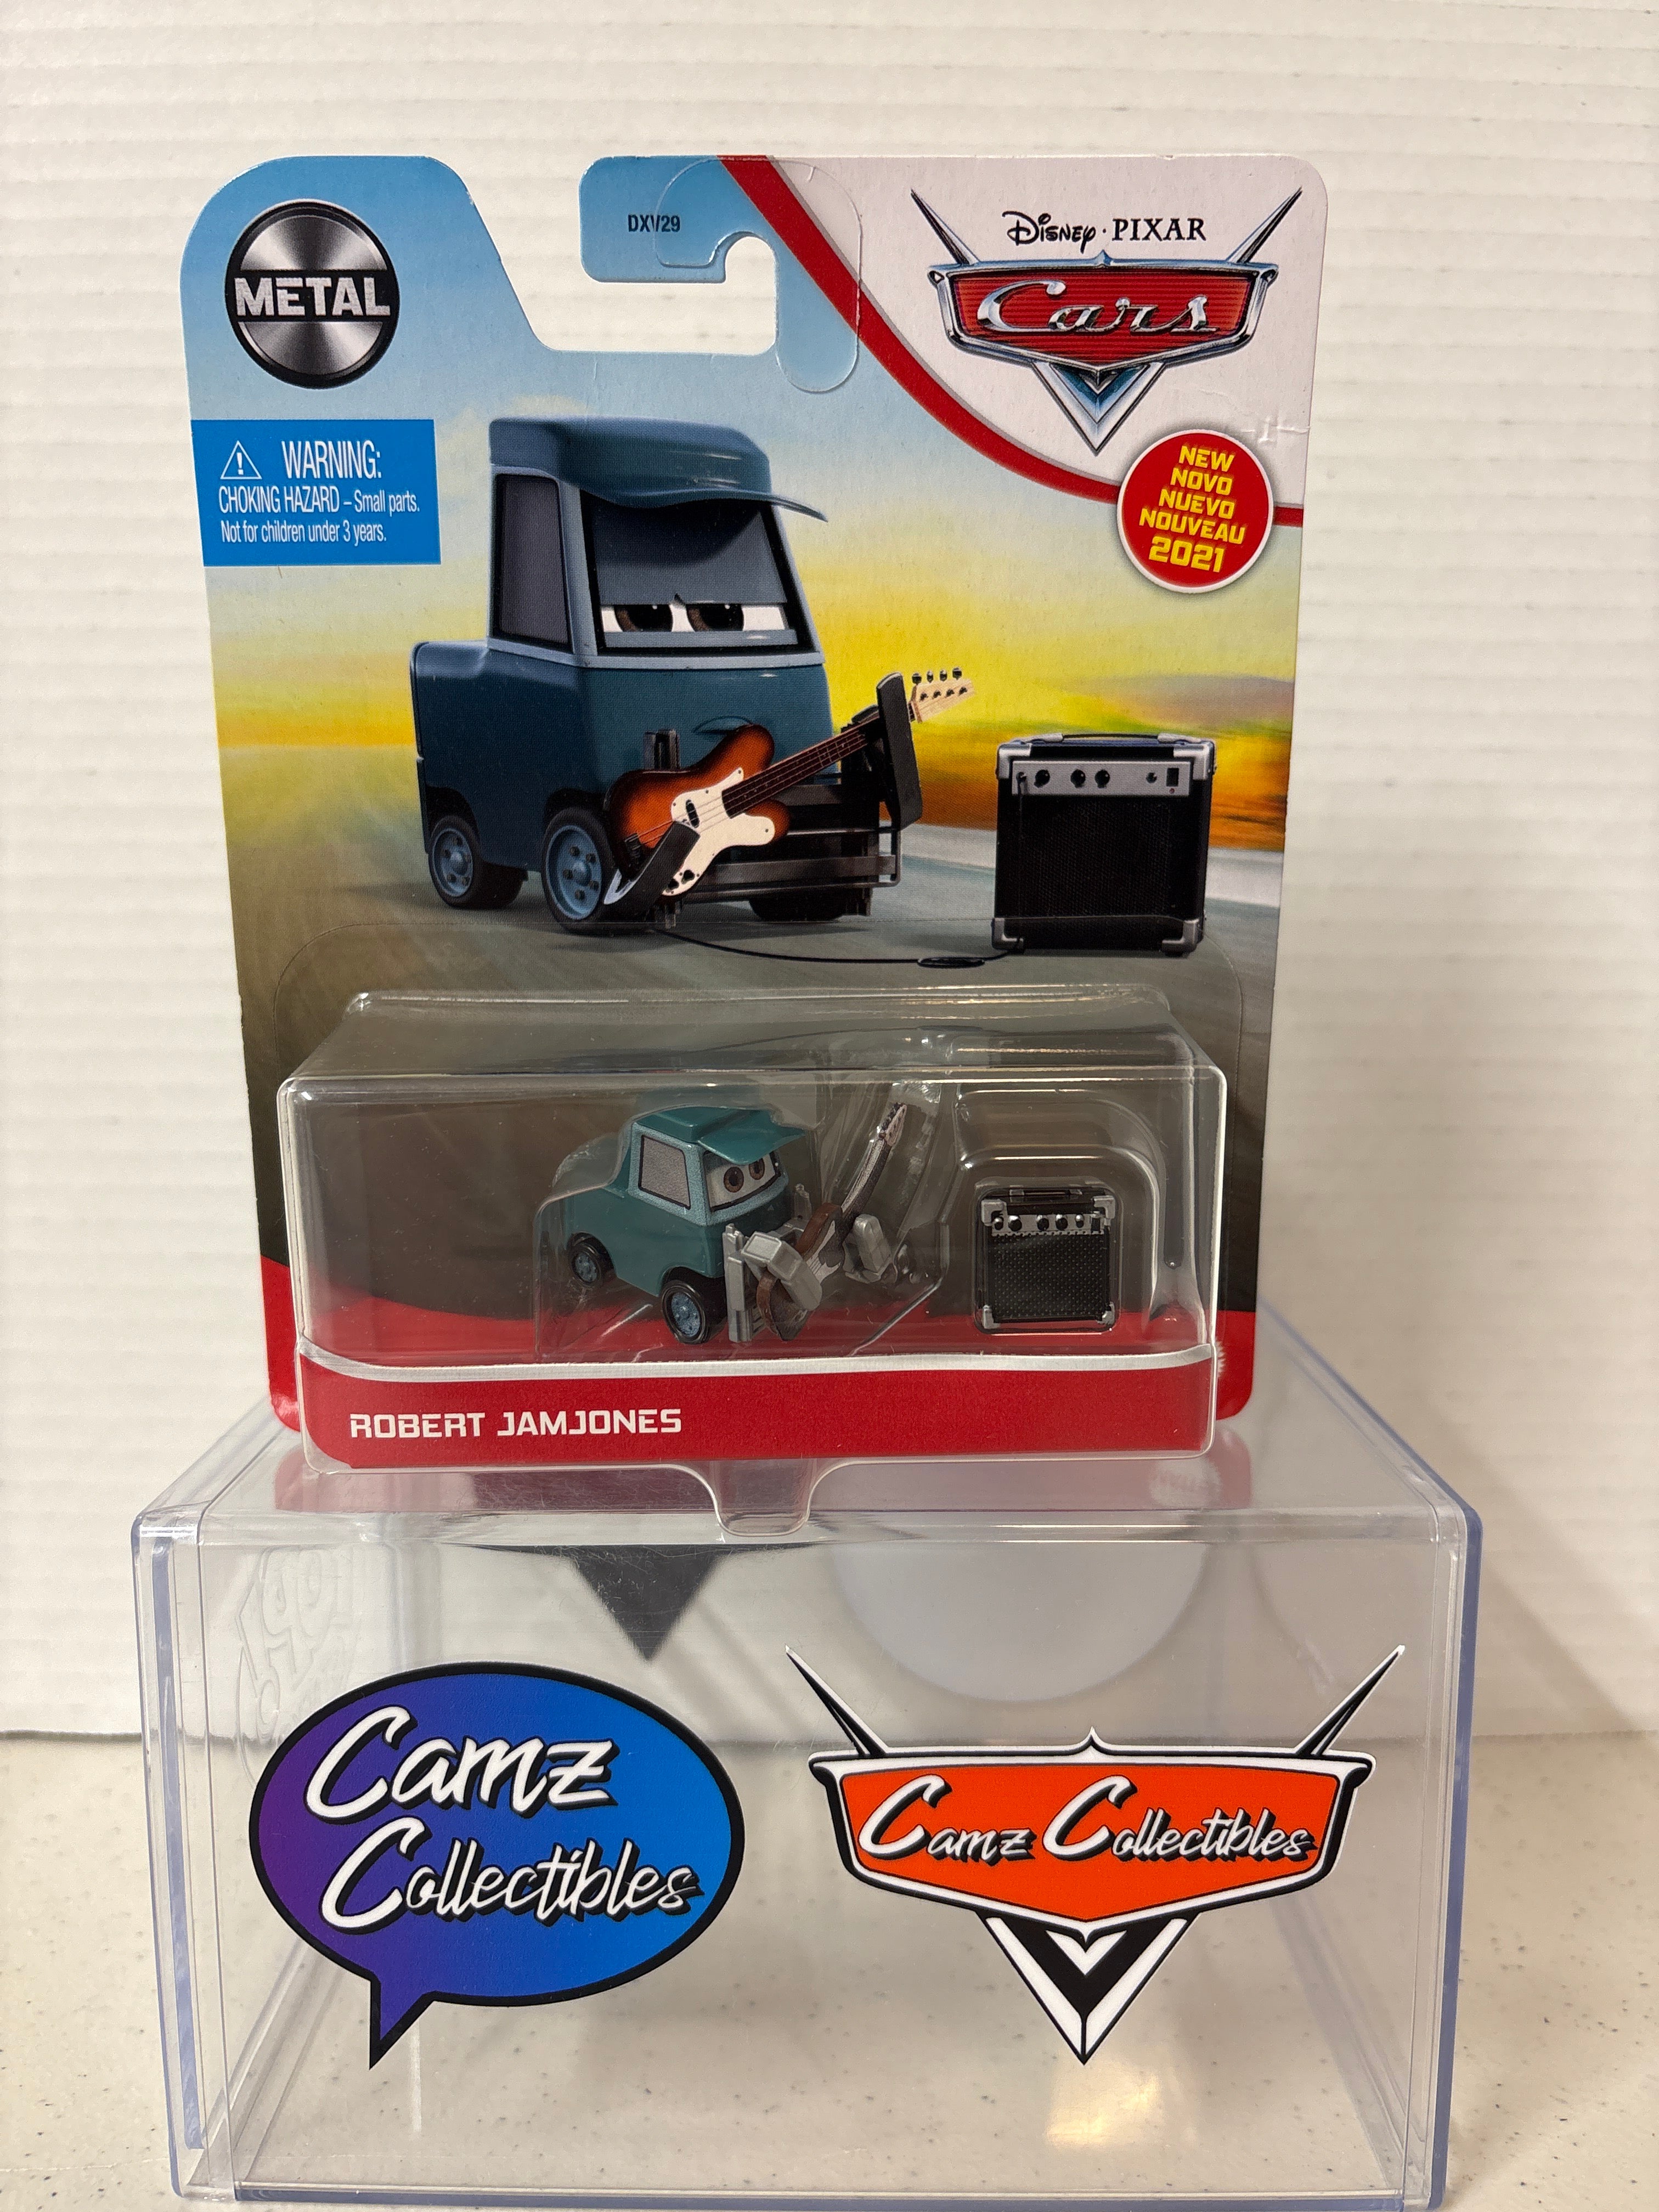 METAL
DXV29
Disney · PIXAR
Cars
NEW
NOVO
NUEVO
NOUVEAU
2021
WARNING:
CHOKING HAZARD – Small parts.
Not for children under 3 years.
ROBERT JAMJONES
Camz
Collectibles
Camz Collectibles